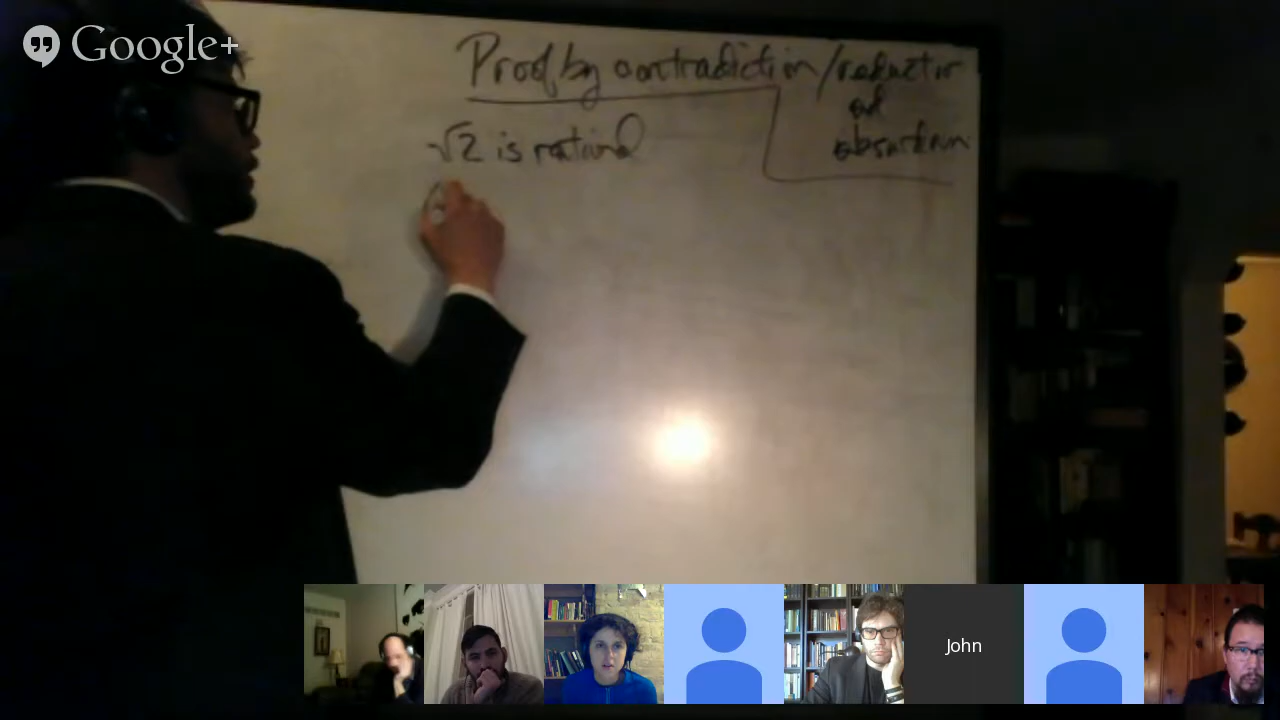 Google+
Proof by contradiction/reductio
ad
absurdum
√2 is rational
John